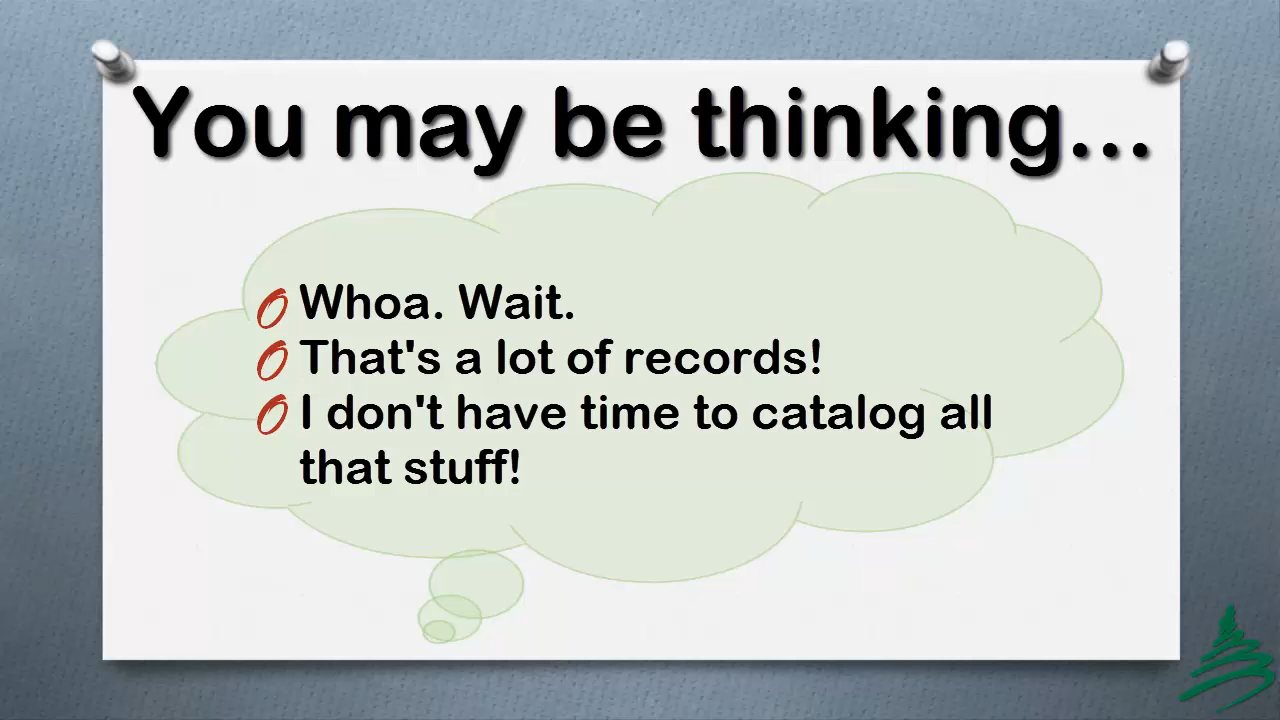 You may be thinking...
Whoa. Wait.
That's a lot of records!
I don't have time to catalog all
that stuff!